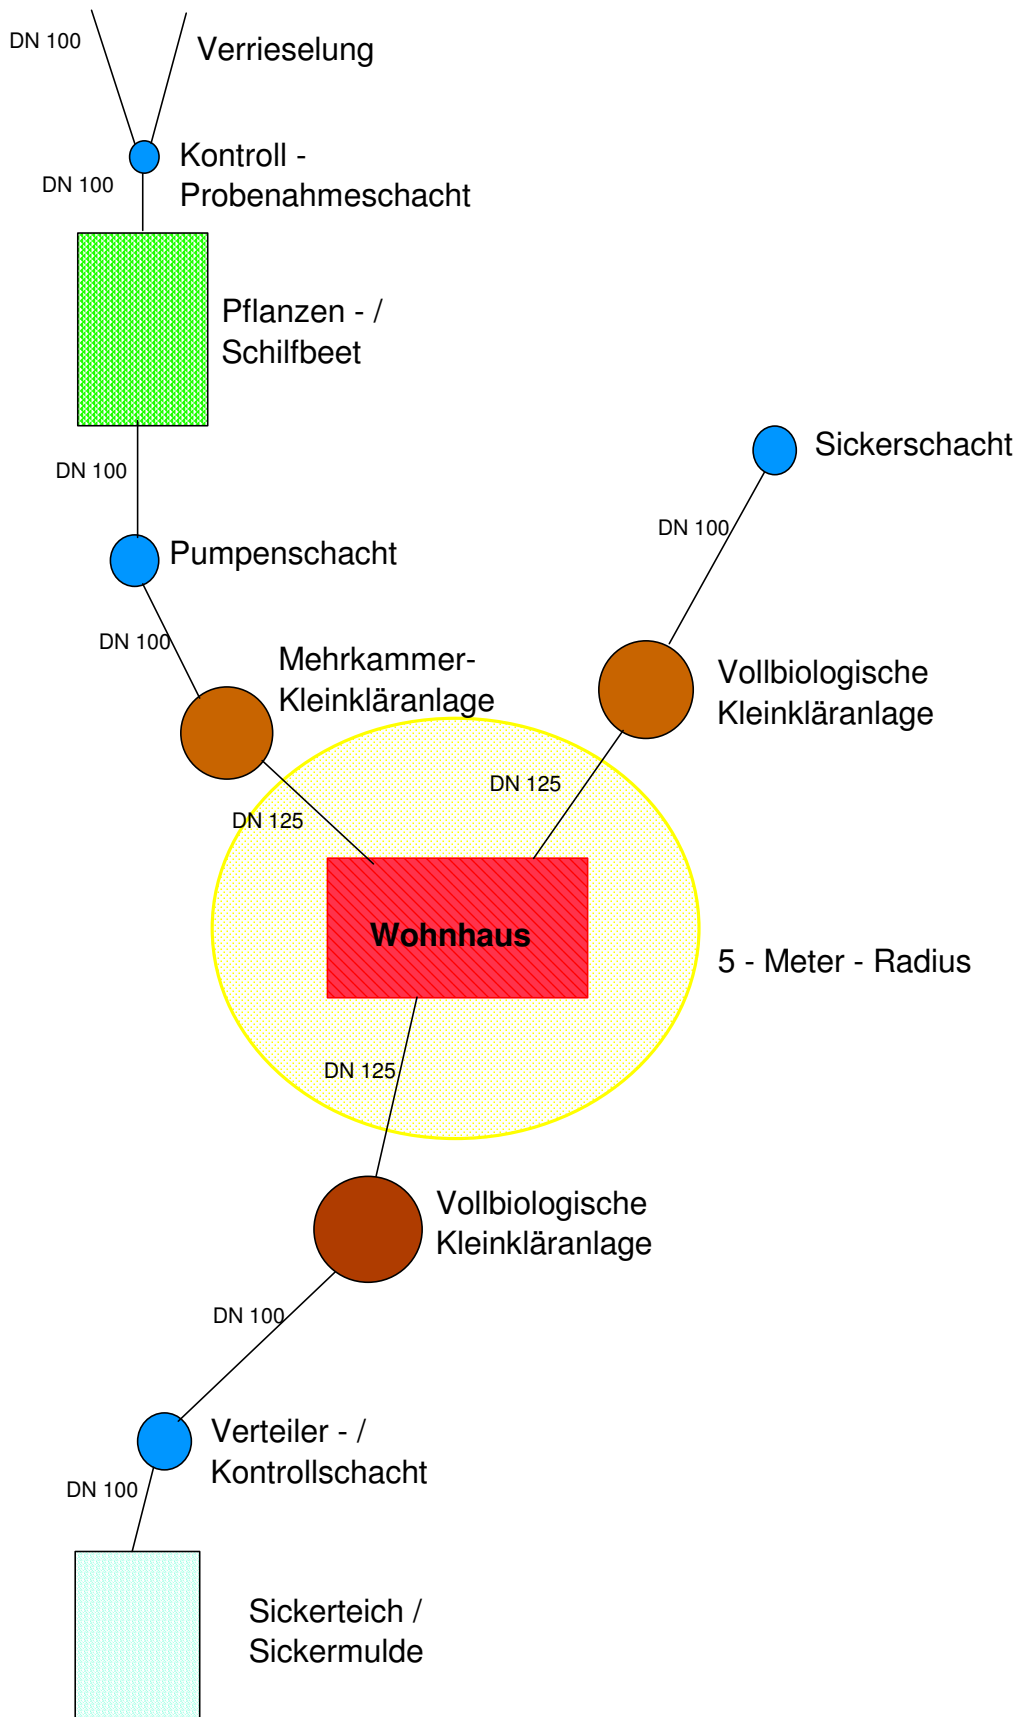 DN 100
Verrieselung
Kontroll -
Probenahmeschacht
DN 100
Pflanzen - /
Schilfbeet
DN 100
Sickerschacht
DN 100
Pumpenschacht
DN 100
Mehrkammer-
Kleinkläranlage
Vollbiologische
Kleinkläranlage
DN 125
DN 125
Wohnhaus
5 - Meter - Radius
DN 125
Vollbiologische
Kleinkläranlage
DN 100
Verteiler - /
Kontrollschacht
DN 100
Sickerteich /
Sickermulde